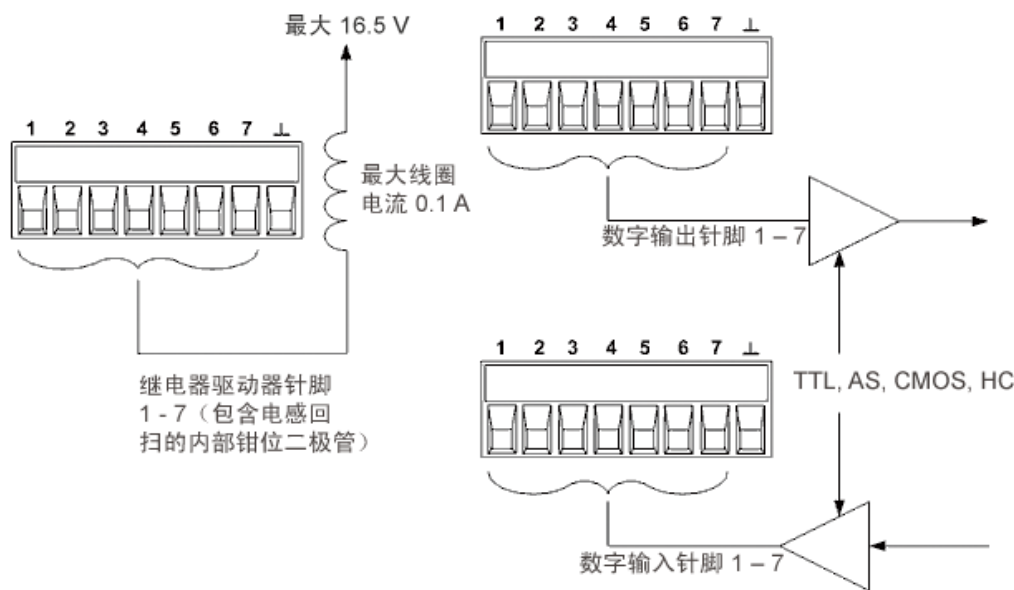 最大 16.5 V
1 2 3 4 5 6 7 ⊥
最大线圈
电流 0.1 A
继电器驱动器针脚
1 - 7（包含电感回
扫的内部钳位二极管）
1 2 3 4 5 6 7 ⊥
数字输出针脚 1 – 7
TTL, AS, CMOS, HC
1 2 3 4 5 6 7 ⊥
数字输入针脚 1 – 7